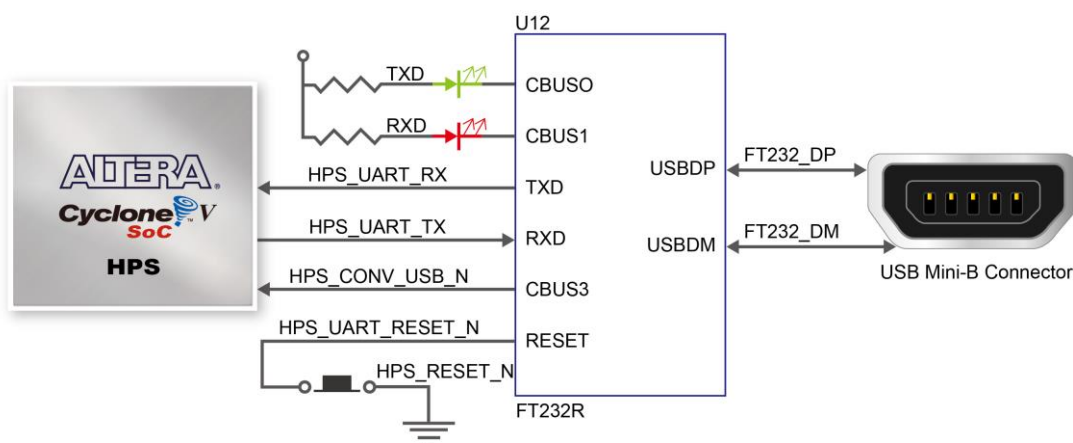 U12
TXD
CBUSO
RXD
CBUS1
ALTERA.
Cyclone V
SoC
HPS
HPS_UART_RX
TXD
HPS_UART_TX
RXD
HPS_CONV_USB_N
CBUS3
HPS_UART_RESET_N
RESET
HPS_RESET_N
FT232R
USBDP
FT232_DP
USBDM
FT232_DM
USB Mini-B Connector